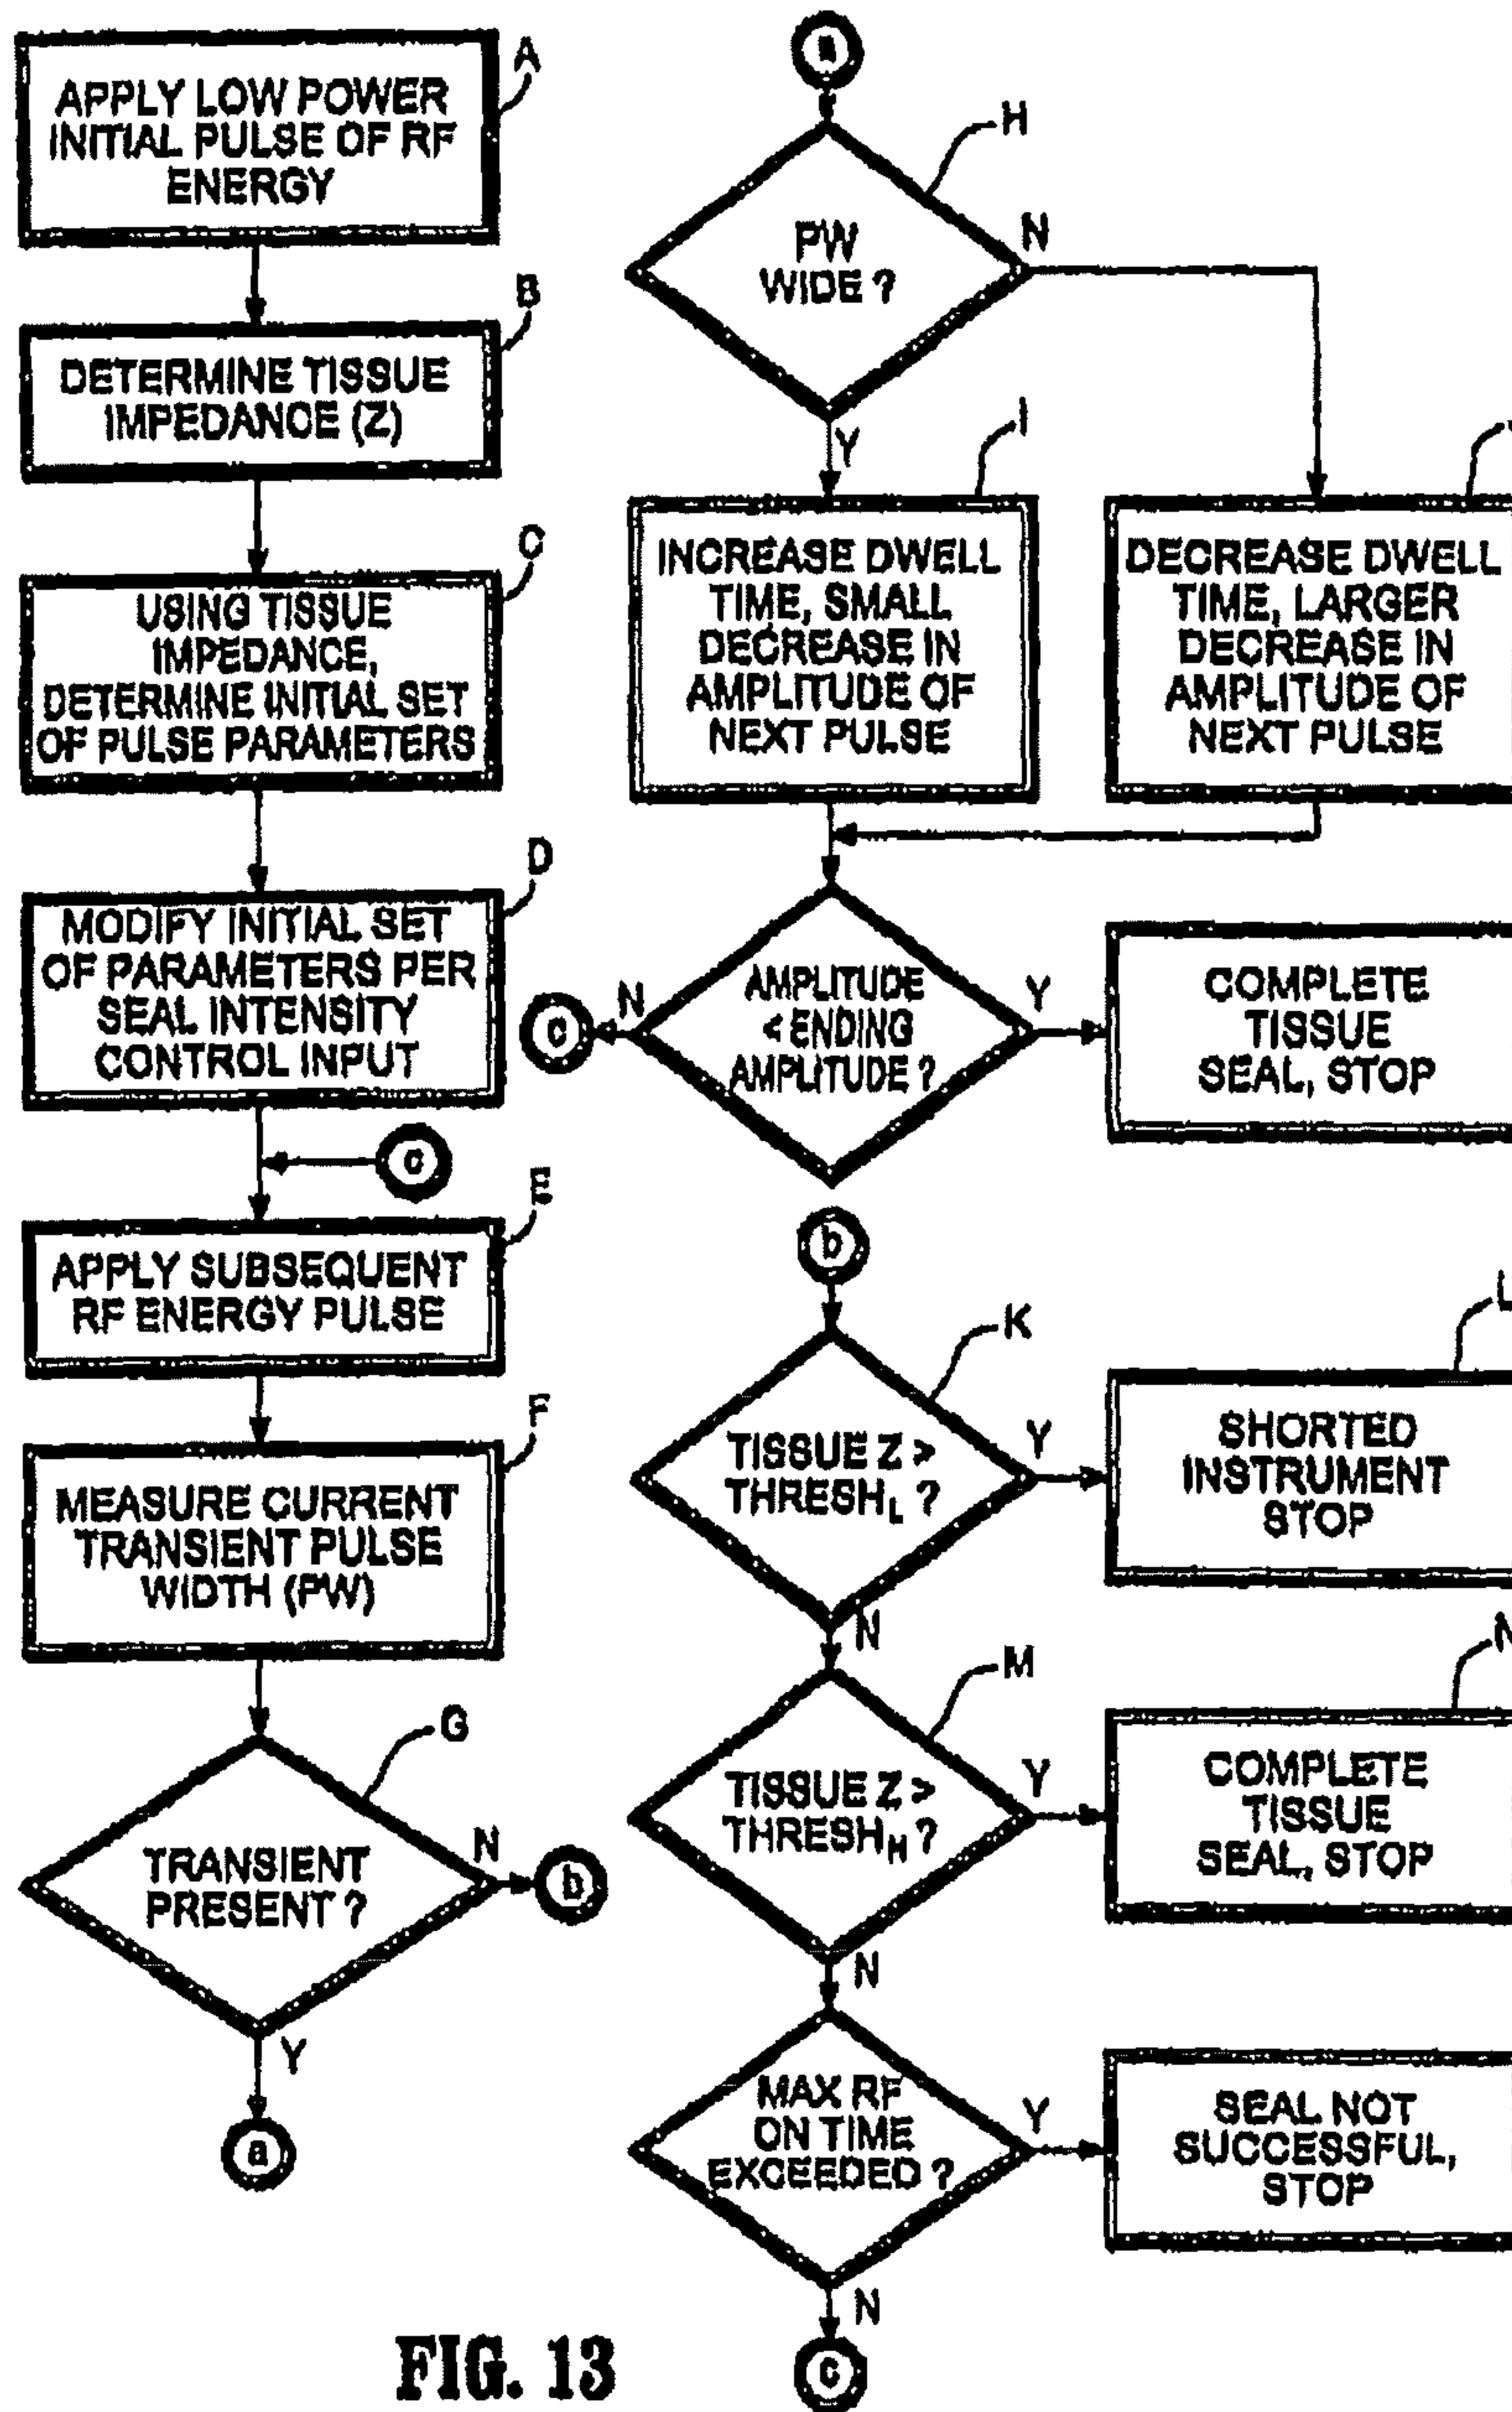 A
APPLY LOW POWER
INITIAL PULSE OF RF
ENERGY
B
DETERMINE TISSUE
IMPEDANCE (Z)
C
USING TISSUE
IMPEDANCE,
DETERMINE INITIAL SET
OF PULSE PARAMETERS
D
MODIFY INITIAL SET
OF PARAMETERS PER
SEAL INTENSITY
CONTROL INPUT
c
E
APPLY SUBSEQUENT
RF ENERGY PULSE
F
MEASURE CURRENT
TRANSIENT PULSE
WIDTH (PW)
G
TRANSIENT
PRESENT ?
N
b
Y
a
a
H
PW
WIDE ?
N
Y
I
INCREASE DWELL
TIME, SMALL
DECREASE IN
AMPLITUDE OF
NEXT PULSE
DECREASE DWELL
TIME, LARGER
DECREASE IN
AMPLITUDE OF
NEXT PULSE
AMPLITUDE
< ENDING
AMPLITUDE ?
N
c
Y
COMPLETE
TISSUE
SEAL, STOP
b
K
TISSUE Z >
THRESH_L ?
Y
L
SHORTED
INSTRUMENT
STOP
N
M
TISSUE Z >
THRESH_H ?
Y
N
COMPLETE
TISSUE
SEAL, STOP
N
MAX RF
ON TIME
EXCEEDED ?
Y
SEAL NOT
SUCCESSFUL,
STOP
N
c
FIG. 13